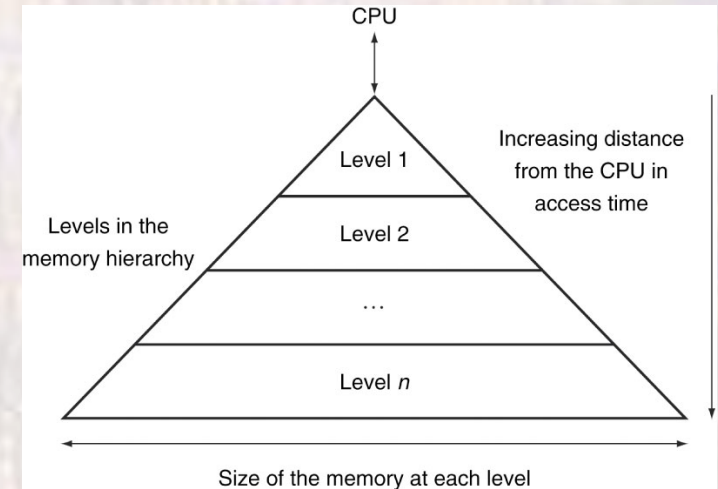 CPU
Level 1
Increasing distance
from the CPU in
access time
Levels in the
memory hierarchy
Level 2
...
Level n
Size of the memory at each level